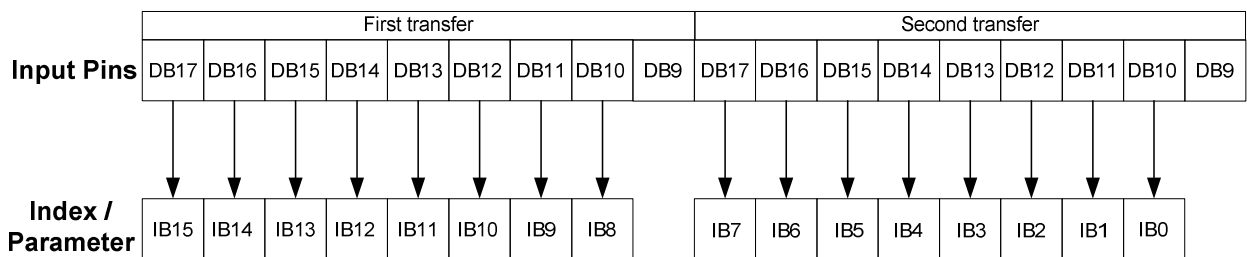 First transfer Second transfer
Input Pins DB17 DB16 DB15 DB14 DB13 DB12 DB11 DB10 DB9 DB17 DB16 DB15 DB14 DB13 DB12 DB11 DB10 DB9
Index /
Parameter IB15 IB14 IB13 IB12 IB11 IB10 IB9 IB8 IB7 IB6 IB5 IB4 IB3 IB2 IB1 IB0